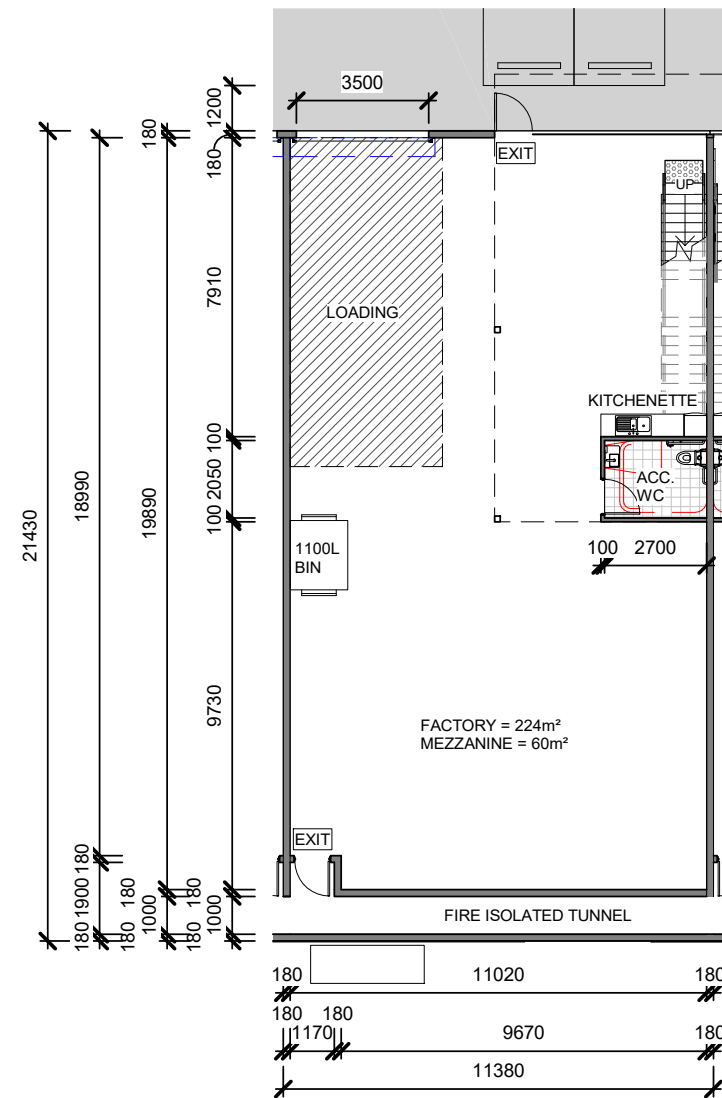 3500
1200
180
180
EXIT
UP
7910
LOADING
KITCHENETTE
100
2050
ACC.
WC
100
18990
19890
21430
1100L
BIN
100 2700
9730
FACTORY = 224m²
MEZZANINE = 60m²
EXIT
180
180
180
1900
1000
1000
FIRE ISOLATED TUNNEL
180
180
180
180 11020 180
180 180
1170 9670 180
11380